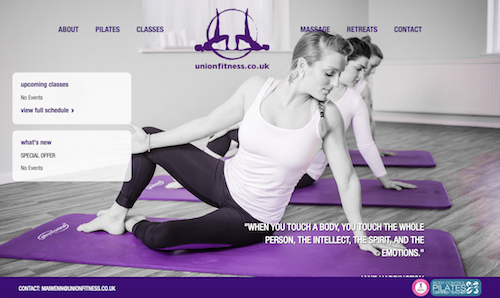 ABOUT PILATES CLASSES
MASSAGE RETREATS CONTACT
unionfitness.co.uk
upcoming classes
No Events
view full schedule >
what's new
SPECIAL OFFER
No Events
"WHEN YOU TOUCH A BODY, YOU TOUCH THE WHOLE
PERSON, THE INTELLECT, THE SPIRIT, AND THE
EMOTIONS."
CONTACT: MAIWENN@UNIONFITNESS.CO.UK
PILATES